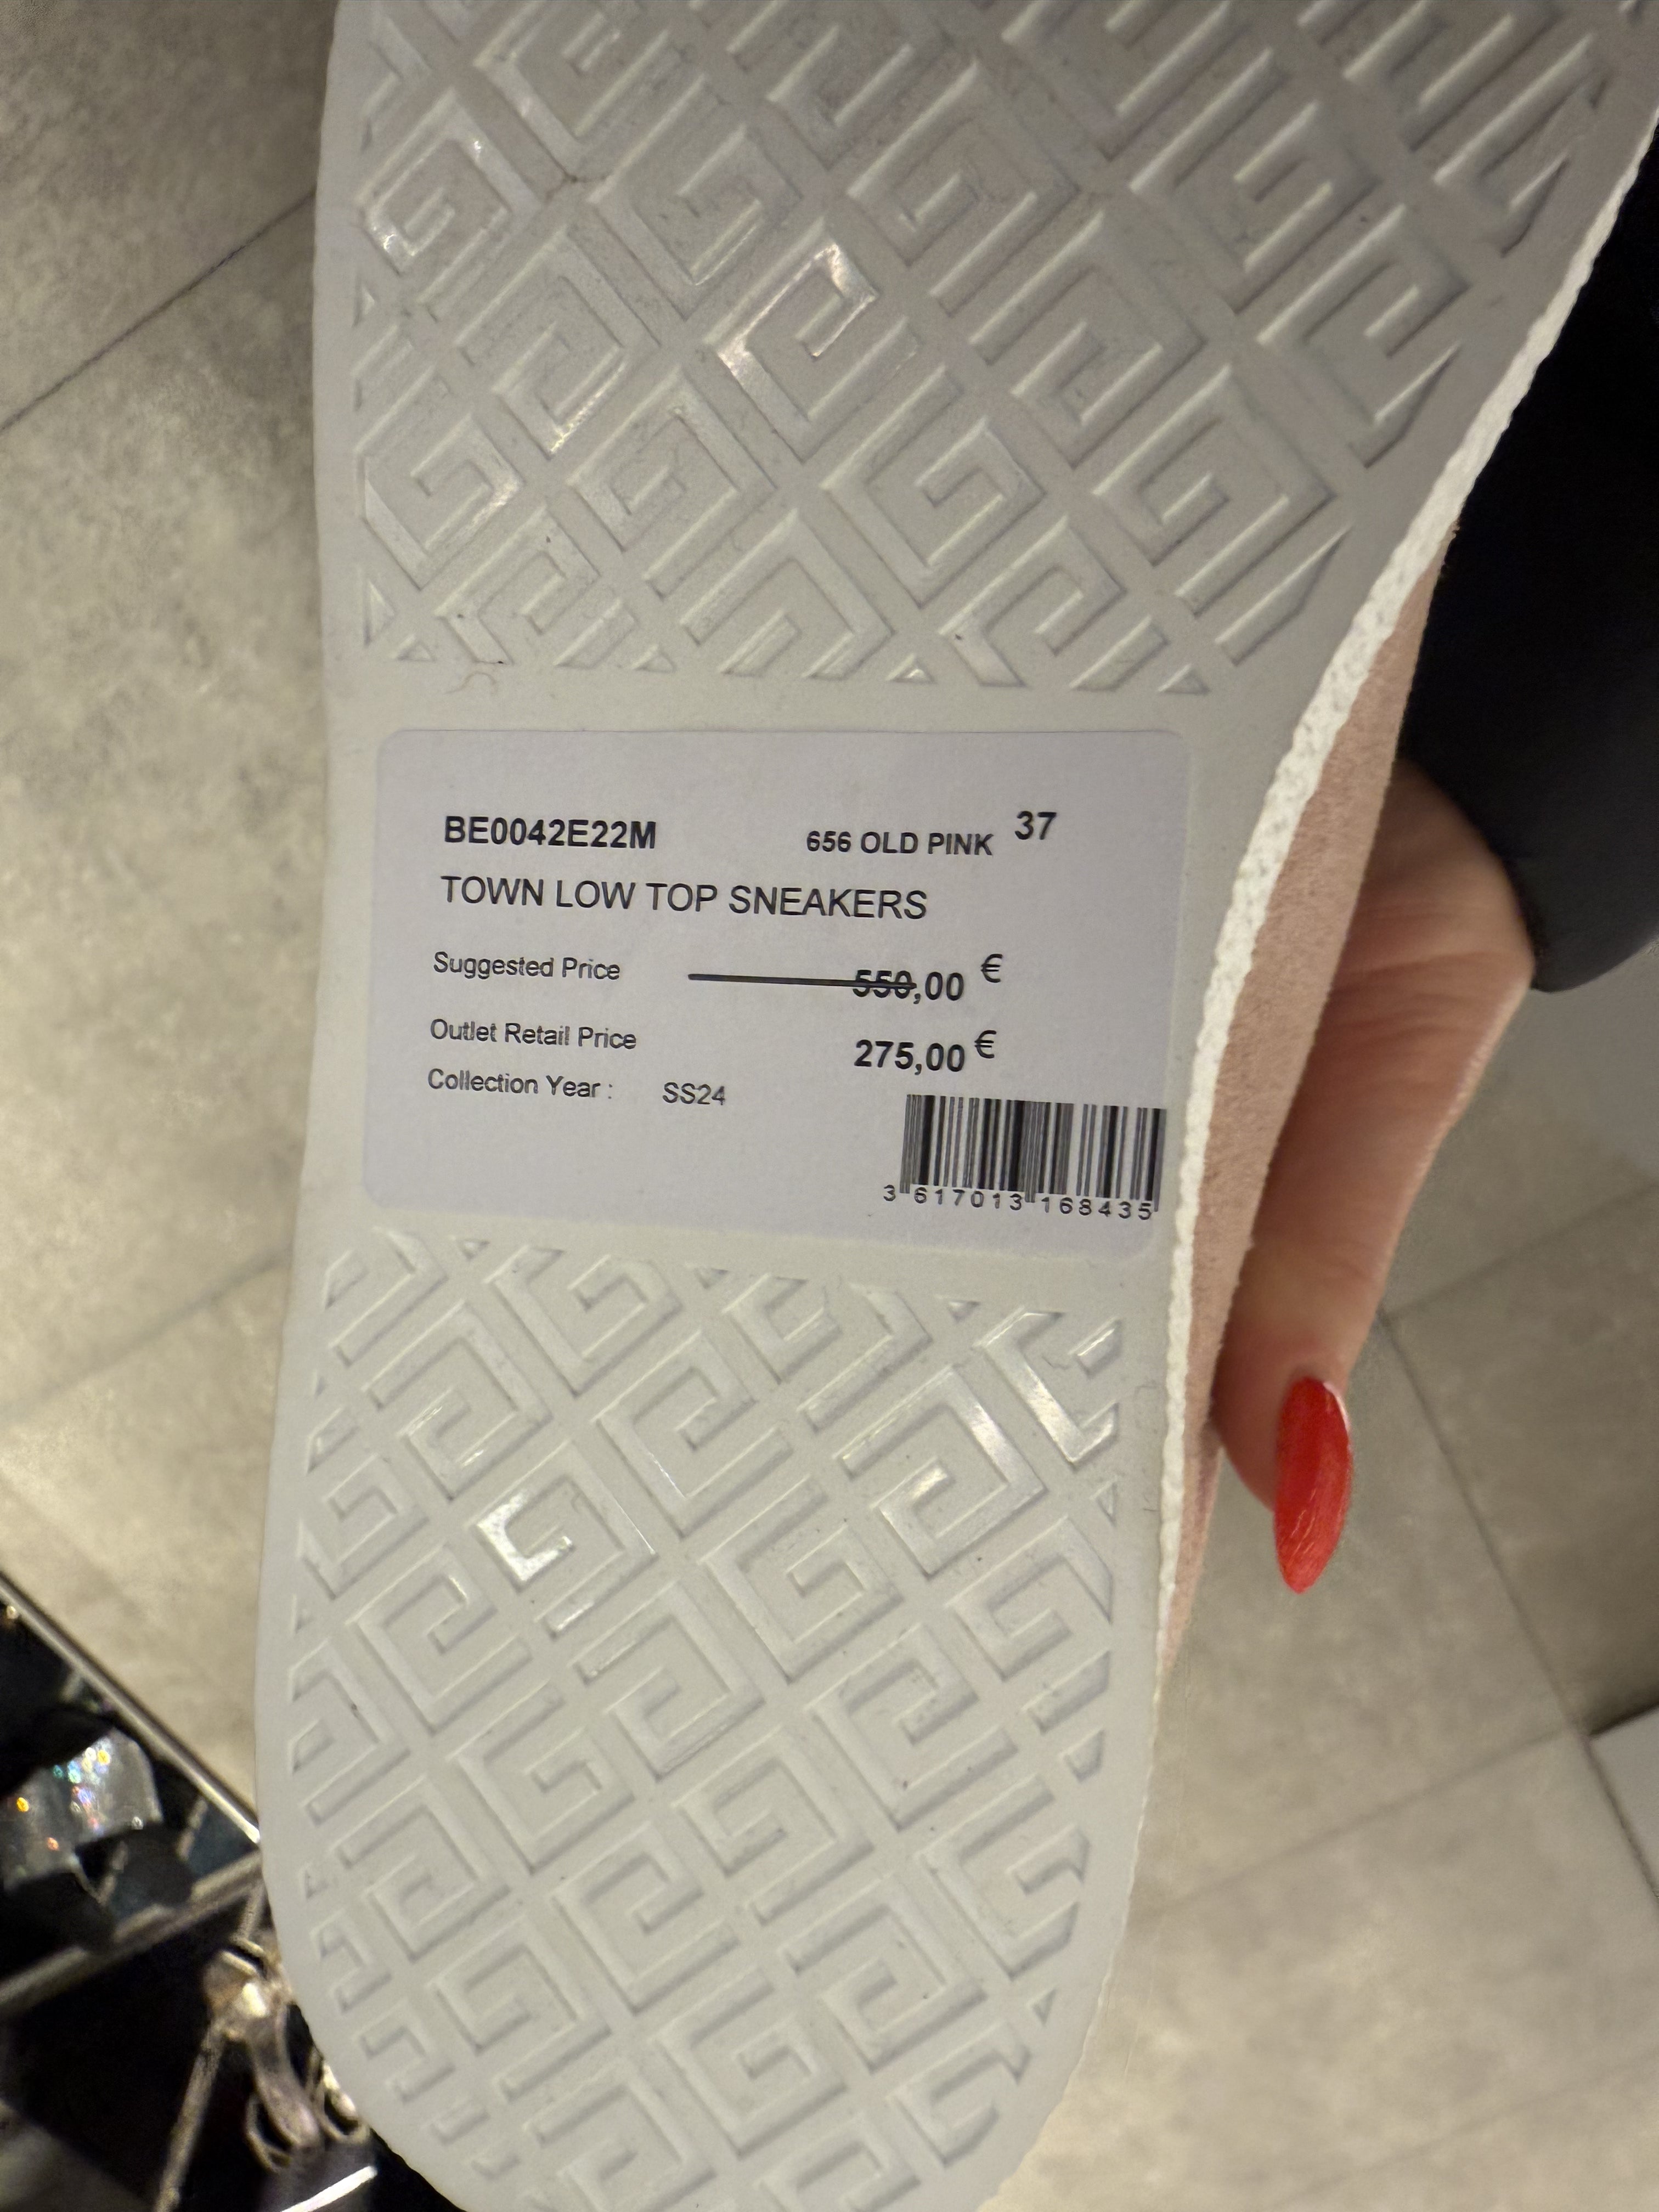 BE0042E22M 656 OLD PINK 37
TOWN LOW TOP SNEAKERS
Suggested Price 550,00 €
Outlet Retail Price 275,00 €
Collection Year : SS24
3 617013 168435